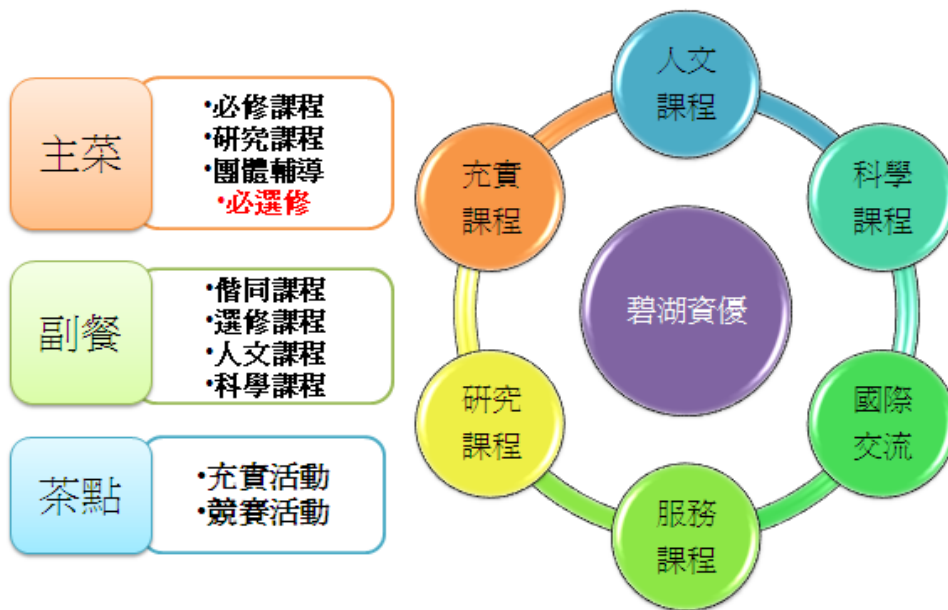 主菜
•必修課程
•研究課程
•團體輔導
•必選修
副餐
•偕同課程
•選修課程
•人文課程
•科學課程
茶點
•充實活動
•競賽活動
人文
課程
科學
課程
國際
交流
服務
課程
研究
課程
充實
課程
碧湖資優